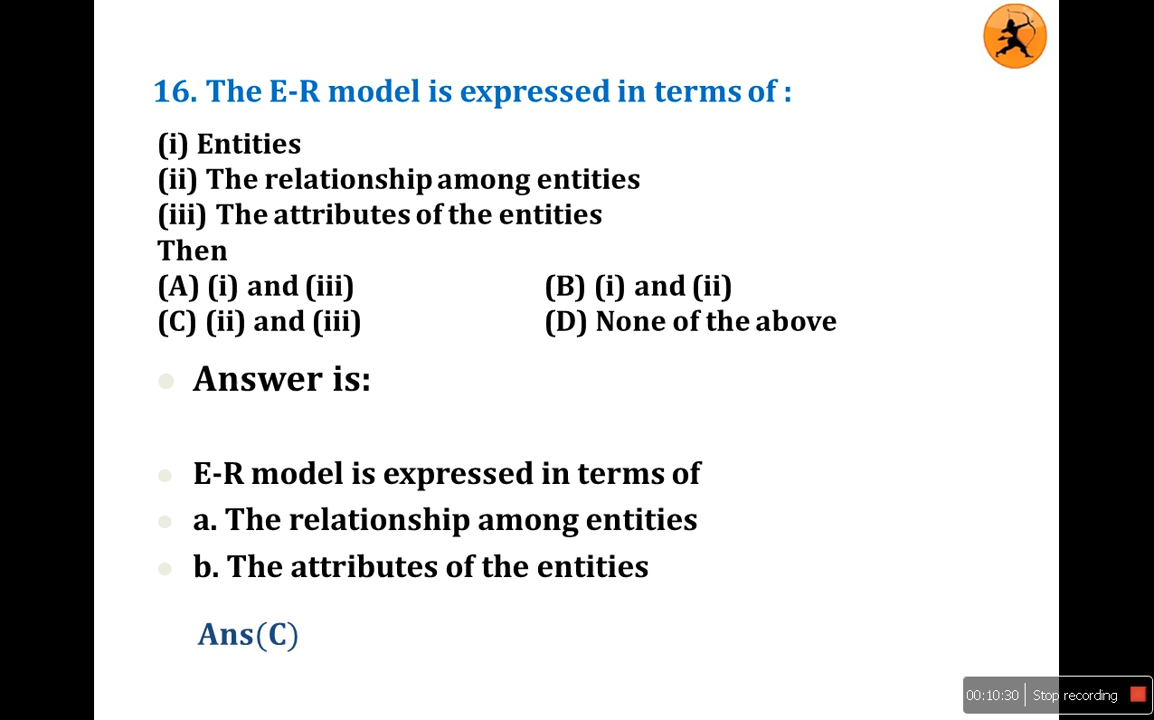 16. The E-R model is expressed in terms of :
(i) Entities
(ii) The relationship among entities
(iii) The attributes of the entities
Then
(A) (i) and (iii) (B) (i) and (ii)
(C) (ii) and (iii) (D) None of the above
Answer is:
E-R model is expressed in terms of
a. The relationship among entities
b. The attributes of the entities
Ans(C)
00:10:30 Stop recording